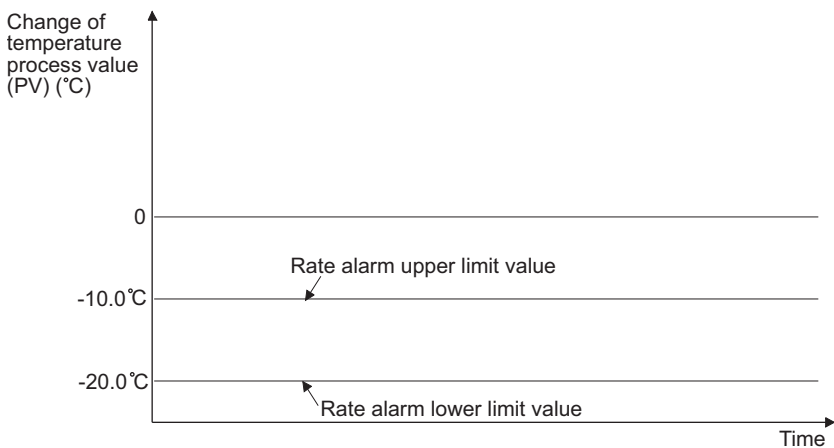 Change of
temperature
process value
(PV) (℃)
0
Rate alarm upper limit value
-10.0℃
-20.0℃
Rate alarm lower limit value
Time